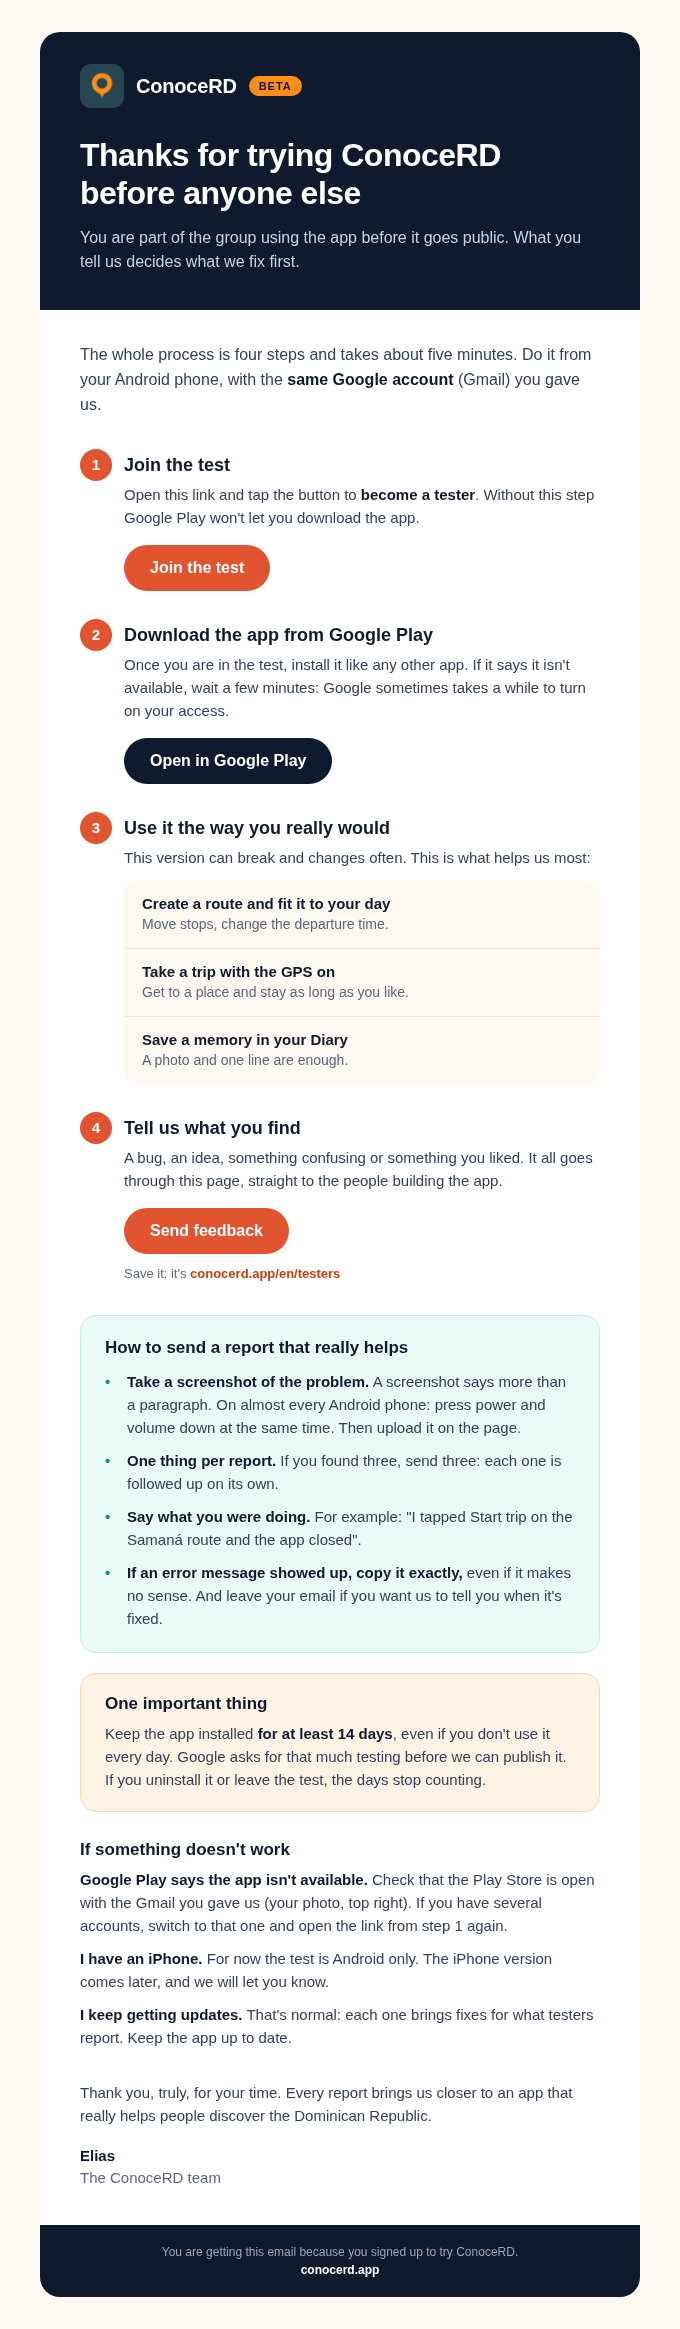 ConoceRD BETA
Thanks for trying ConoceRD
before anyone else
You are part of the group using the app before it goes public. What you
tell us decides what we fix first.
The whole process is four steps and takes about five minutes. Do it from
your Android phone, with the same Google account (Gmail) you gave
us.
1 Join the test
Open this link and tap the button to become a tester. Without this step
Google Play won't let you download the app.
Join the test
2 Download the app from Google Play
Once you are in the test, install it like any other app. If it says it isn't
available, wait a few minutes: Google sometimes takes a while to turn
on your access.
Open in Google Play
3 Use it the way you really would
This version can break and changes often. This is what helps us most:
Create a route and fit it to your day
Move stops, change the departure time.
Take a trip with the GPS on
Get to a place and stay as long as you like.
Save a memory in your Diary
A photo and one line are enough.
4 Tell us what you find
A bug, an idea, something confusing or something you liked. It all goes
through this page, straight to the people building the app.
Send feedback
Save it: it's conocerd.app/en/testers
How to send a report that really helps
• Take a screenshot of the problem. A screenshot says more than
a paragraph. On almost every Android phone: press power and
volume down at the same time. Then upload it on the page.
• One thing per report. If you found three, send three: each one is
followed up on its own.
• Say what you were doing. For example: "I tapped Start trip on the
Samaná route and the app closed".
• If an error message showed up, copy it exactly, even if it makes
no sense. And leave your email if you want us to tell you when it's
fixed.
One important thing
Keep the app installed for at least 14 days, even if you don't use it
every day. Google asks for that much testing before we can publish it.
If you uninstall it or leave the test, the days stop counting.
If something doesn't work
Google Play says the app isn't available. Check that the Play Store is open
with the Gmail you gave us (your photo, top right). If you have several
accounts, switch to that one and open the link from step 1 again.
I have an iPhone. For now the test is Android only. The iPhone version
comes later, and we will let you know.
I keep getting updates. That's normal: each one brings fixes for what testers
report. Keep the app up to date.
Thank you, truly, for your time. Every report brings us closer to an app that
really helps people discover the Dominican Republic.
Elias
The ConoceRD team
You are getting this email because you signed up to try ConoceRD.
conocerd.app